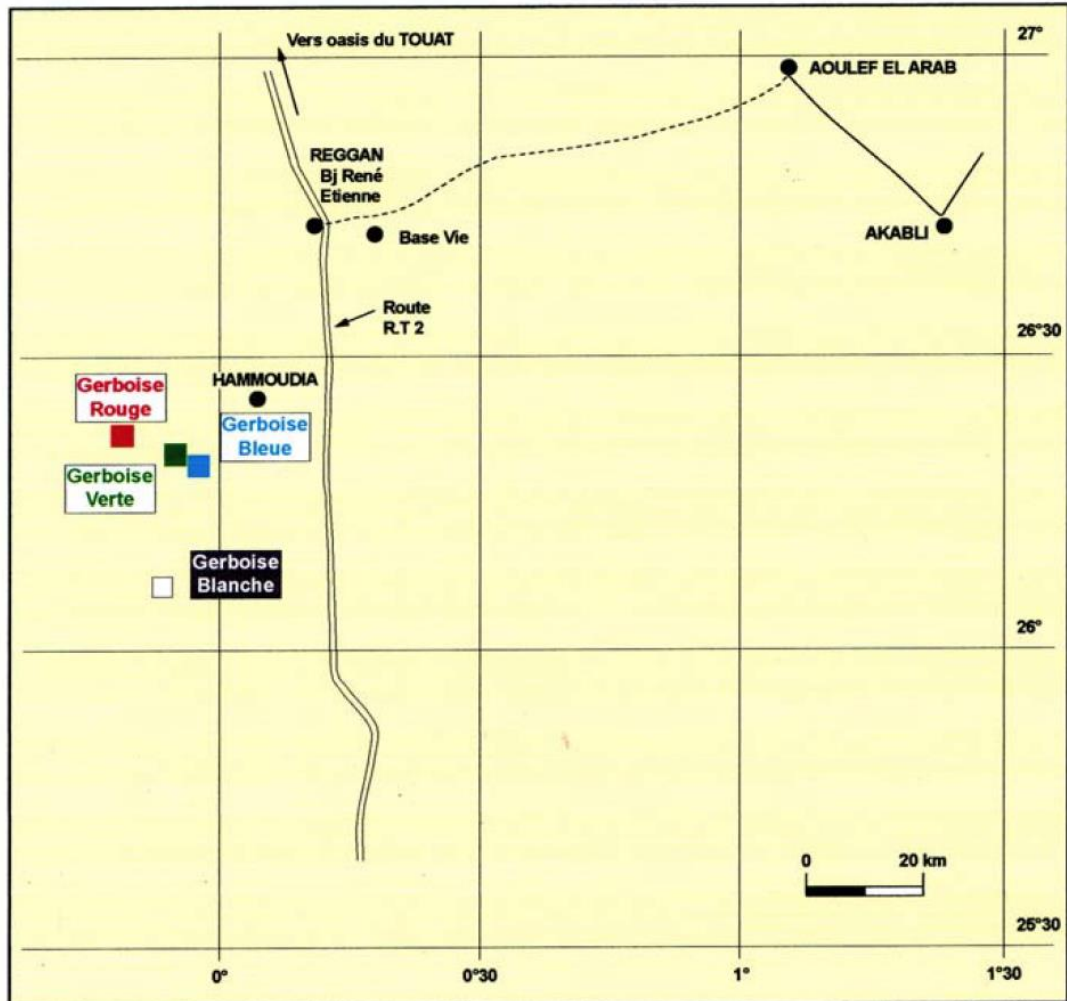 Vers oasis du TOUAT
27°
AOULEF EL ARAB
REGGAN
Bj René
Etienne
Base Vie
AKABLI
Route
R.T 2
26°30
HAMMOUDIA
Gerboise
Rouge
Gerboise
Bleue
Gerboise
Verte
Gerboise
Blanche
26°
0
20 km
25°30
0°
0°30
1°
1°30